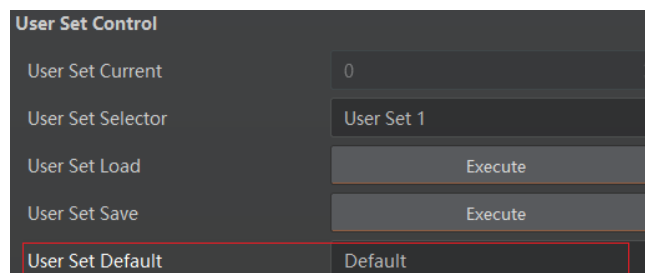 User Set Control
User Set Current 0
User Set Selector User Set 1
User Set Load Execute
User Set Save Execute
User Set Default Default